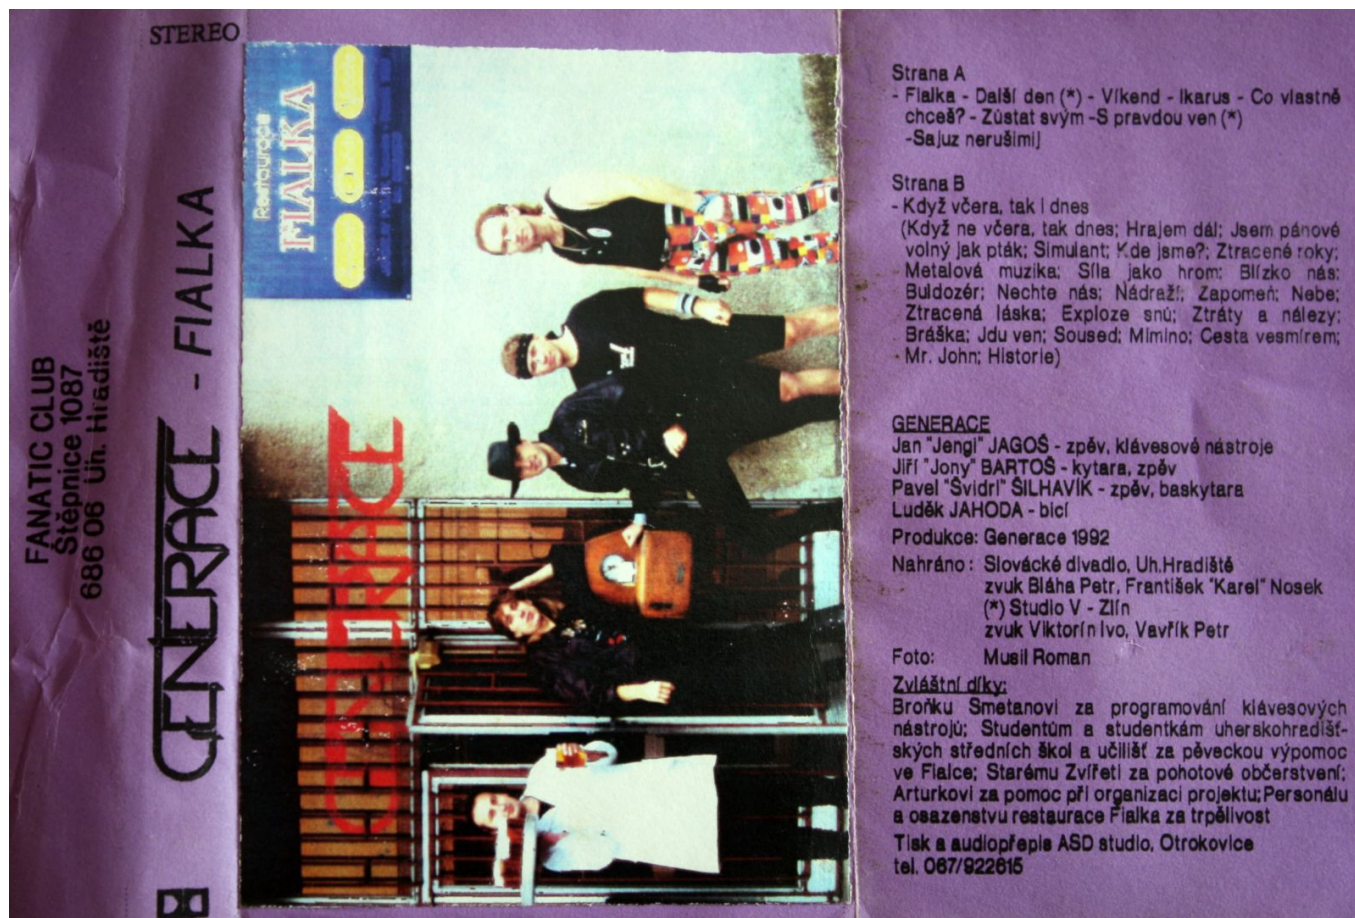 STEREO
FANATIC CLUB
Štěpnice 1087
686 06 Uh. Hradiště
GENERACE - FIALKA
Restaurace
FIALKA
GENERACE
Strana A
- Fialka - Další den (*) - Víkend - Ikarus - Co vlastně
chceš? - Zůstat svým -S pravdou ven (*)
-Sajuz nerušimij
Strana B
- Když včera, tak i dnes
(Když ne včera, tak dnes; Hrajem dál; Jsem pánové
volný jak pták; Simulant; Kde jsme?; Ztracené roky;
Metalová muzika; Síla jako hrom; Blízko nás;
Buldozér; Nechte nás; Nádraží; Zapomeň; Nebe;
Ztracená láska; Exploze snů; Ztráty a nálezy;
Bráška; Jdu ven; Soused; Mimino; Cesta vesmírem;
Mr. John; Historie)
GENERACE
Jan "Jengi" JAGOŠ - zpěv, klávesové nástroje
Jiří "Jony" BARTOŠ - kytara, zpěv
Pavel "Švidrl" ŠILHAVÍK - zpěv, baskytara
Luděk JAHODA - bicí
Produkce: Generace 1992
Nahráno : Slovácké divadlo, Uh.Hradiště
zvuk Bláha Petr, František "Karel" Nosek
(*) Studio V - Zlín
zvuk Viktorín Ivo, Vavřík Petr
Foto: Musil Roman
Zvláštní díky:
Broňku Smetanovi za programování klávesových
nástrojů; Studentům a studentkám uherskohradišt-
ských středních škol a učilišť za pěveckou výpomoc
ve Fialce; Starému Zvířeti za pohotové občerstvení;
Arturkovi za pomoc při organizaci projektu; Personálu
a osazenstvu restaurace Fialka za trpělivost
Tisk a audiopřepis ASD studio, Otrokovice
tel. 067/922615